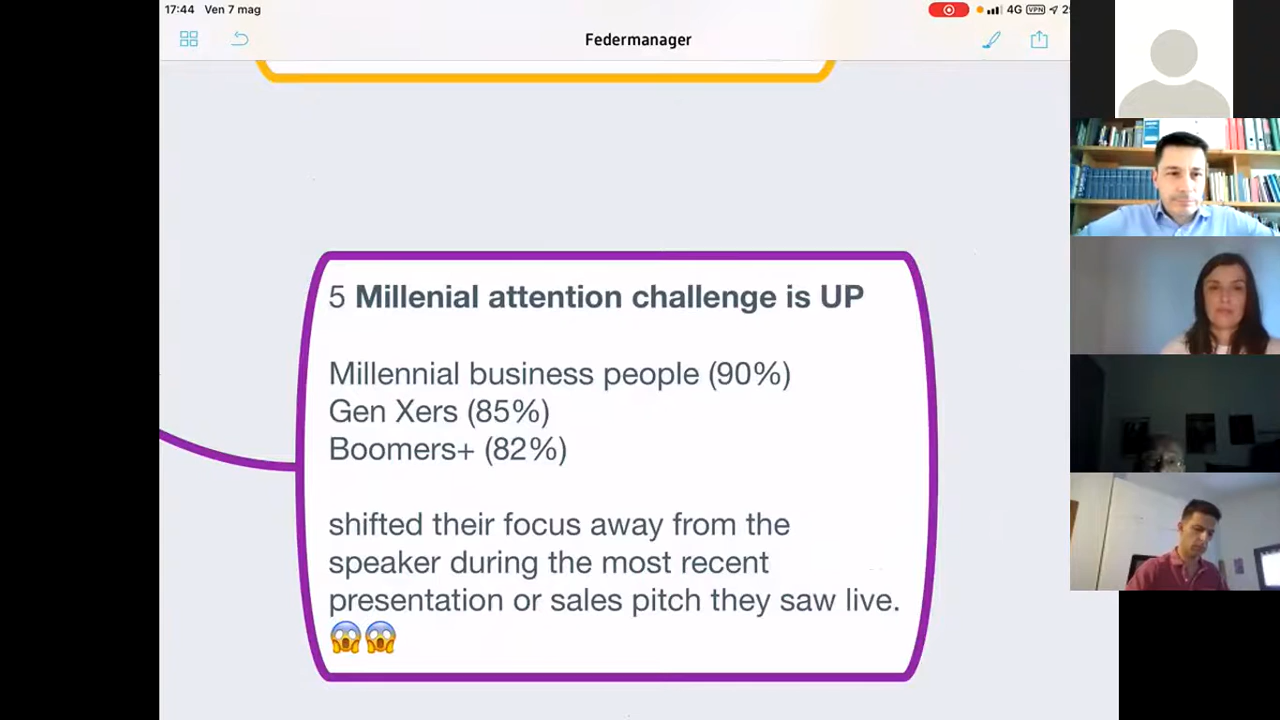 17:44 Ven 7 mag
4G VPN
Federmanager
5 Millenial attention challenge is UP
Millennial business people (90%)
Gen Xers (85%)
Boomers+ (82%)
shifted their focus away from the
speaker during the most recent
presentation or sales pitch they saw live.
😱😱